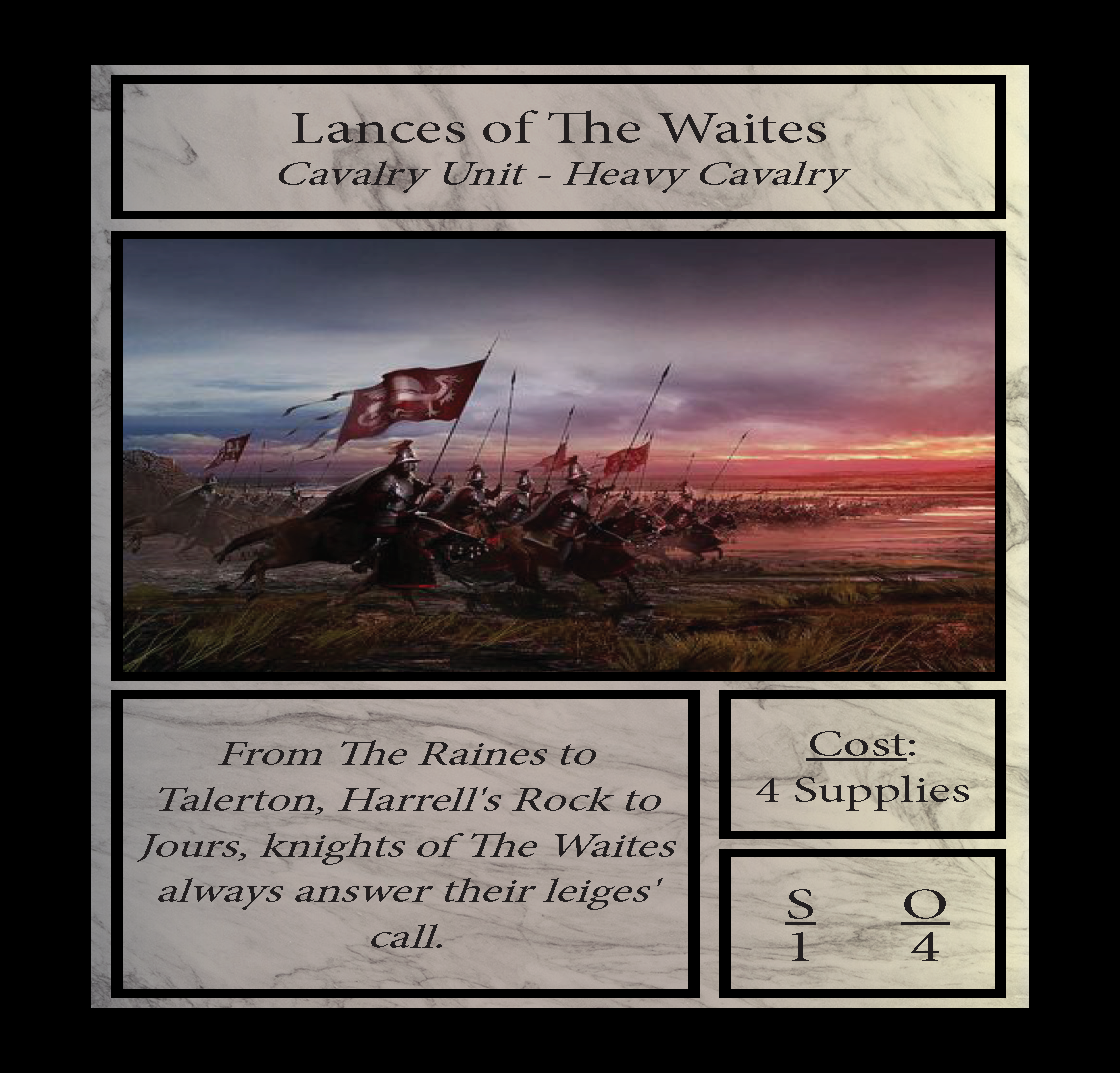 Lances of The Waites
Cavalry Unit - Heavy Cavalry
From The Raines to
Talerton, Harrell's Rock to
Jours, knights of The Waites
always answer their leiges'
call.
Cost:
4 Supplies
S O
1 4